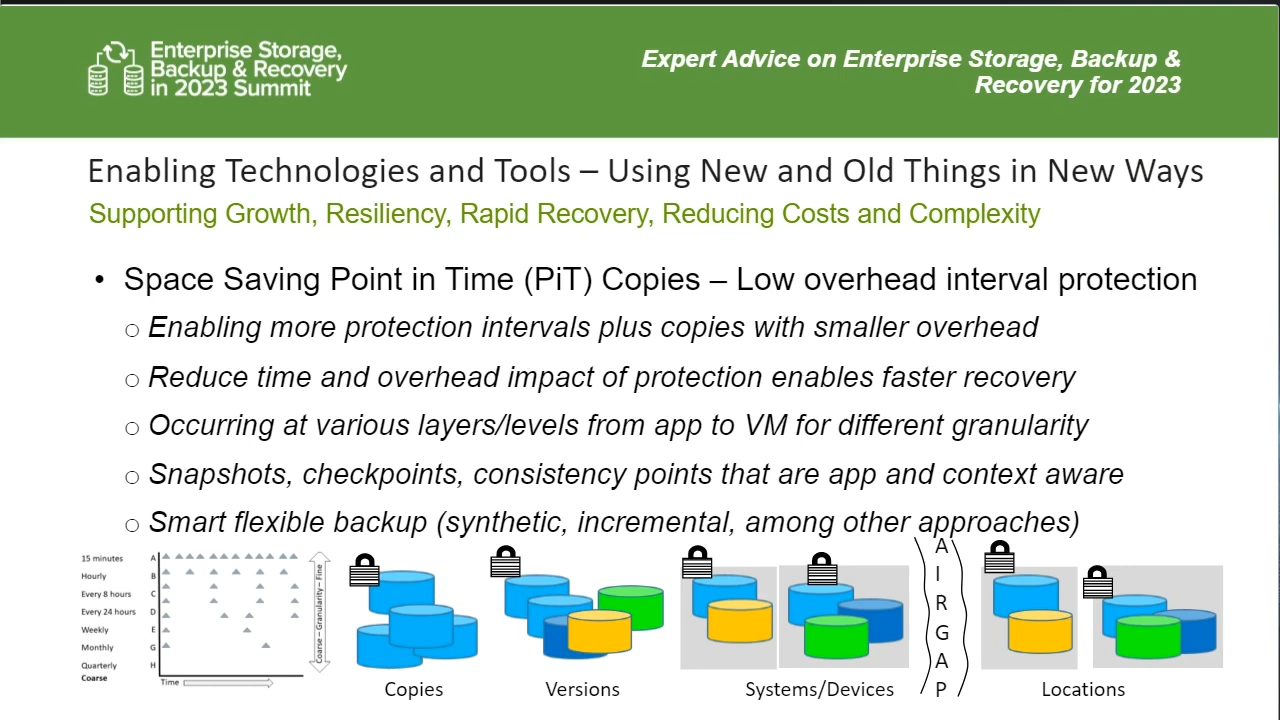 Enterprise Storage,
Backup & Recovery
in 2023 Summit
Expert Advice on Enterprise Storage, Backup &
Recovery for 2023
Enabling Technologies and Tools – Using New and Old Things in New Ways
Supporting Growth, Resiliency, Rapid Recovery, Reducing Costs and Complexity
• Space Saving Point in Time (PiT) Copies – Low overhead interval protection
o Enabling more protection intervals plus copies with smaller overhead
o Reduce time and overhead impact of protection enables faster recovery
o Occurring at various layers/levels from app to VM for different granularity
o Snapshots, checkpoints, consistency points that are app and context aware
o Smart flexible backup (synthetic, incremental, among other approaches)
15 minutes A
Hourly B
Every 8 hours C
Every 24 hours D
Weekly E
Monthly G
Quarterly H
Coarse
Time
Coarse – Granularity – Fine
Copies
Versions
Systems/Devices
A
I
R
G
A
P
Locations